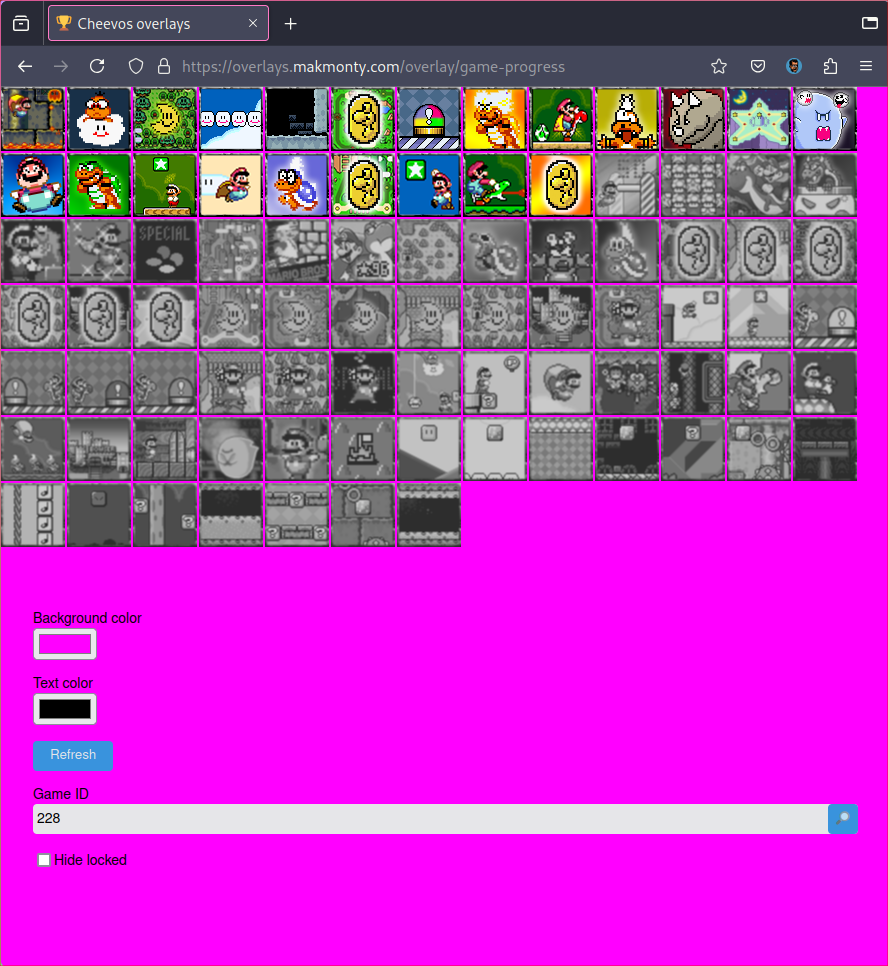 Cheevos overlays
https://overlays.makmonty.com/overlay/game-progress
SPECIAL
MARIO BROS
96
Background color
Text color
Refresh
Game ID
228
Hide locked